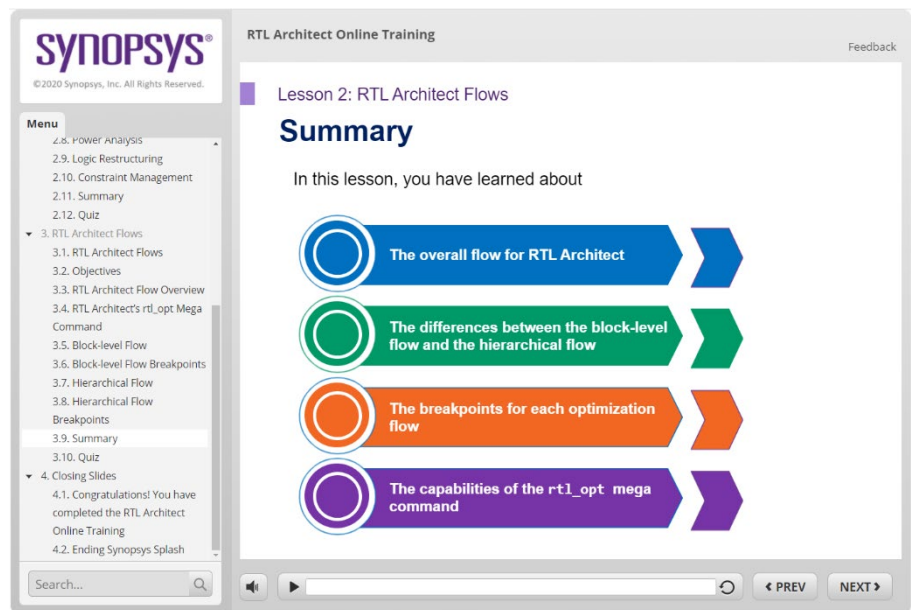 SYNOPSYS®
©2020 Synopsys, Inc. All Rights Reserved.
Menu
2.8. Power Analysis
2.9. Logic Restructuring
2.10. Constraint Management
2.11. Summary
2.12. Quiz
3. RTL Architect Flows
3.1. RTL Architect Flows
3.2. Objectives
3.3. RTL Architect Flow Overview
3.4. RTL Architect's rtl_opt Mega
Command
3.5. Block-level Flow
3.6. Block-level Flow Breakpoints
3.7. Hierarchical Flow
3.8. Hierarchical Flow
Breakpoints
3.9. Summary
3.10. Quiz
4. Closing Slides
4.1. Congratulations! You have
completed the RTL Architect
Online Training
4.2. Ending Synopsys Splash
Search...
RTL Architect Online Training
Feedback
Lesson 2: RTL Architect Flows
Summary
In this lesson, you have learned about
The overall flow for RTL Architect
The differences between the block-level
flow and the hierarchical flow
The breakpoints for each optimization
flow
The capabilities of the rtl_opt mega
command
PREV
NEXT